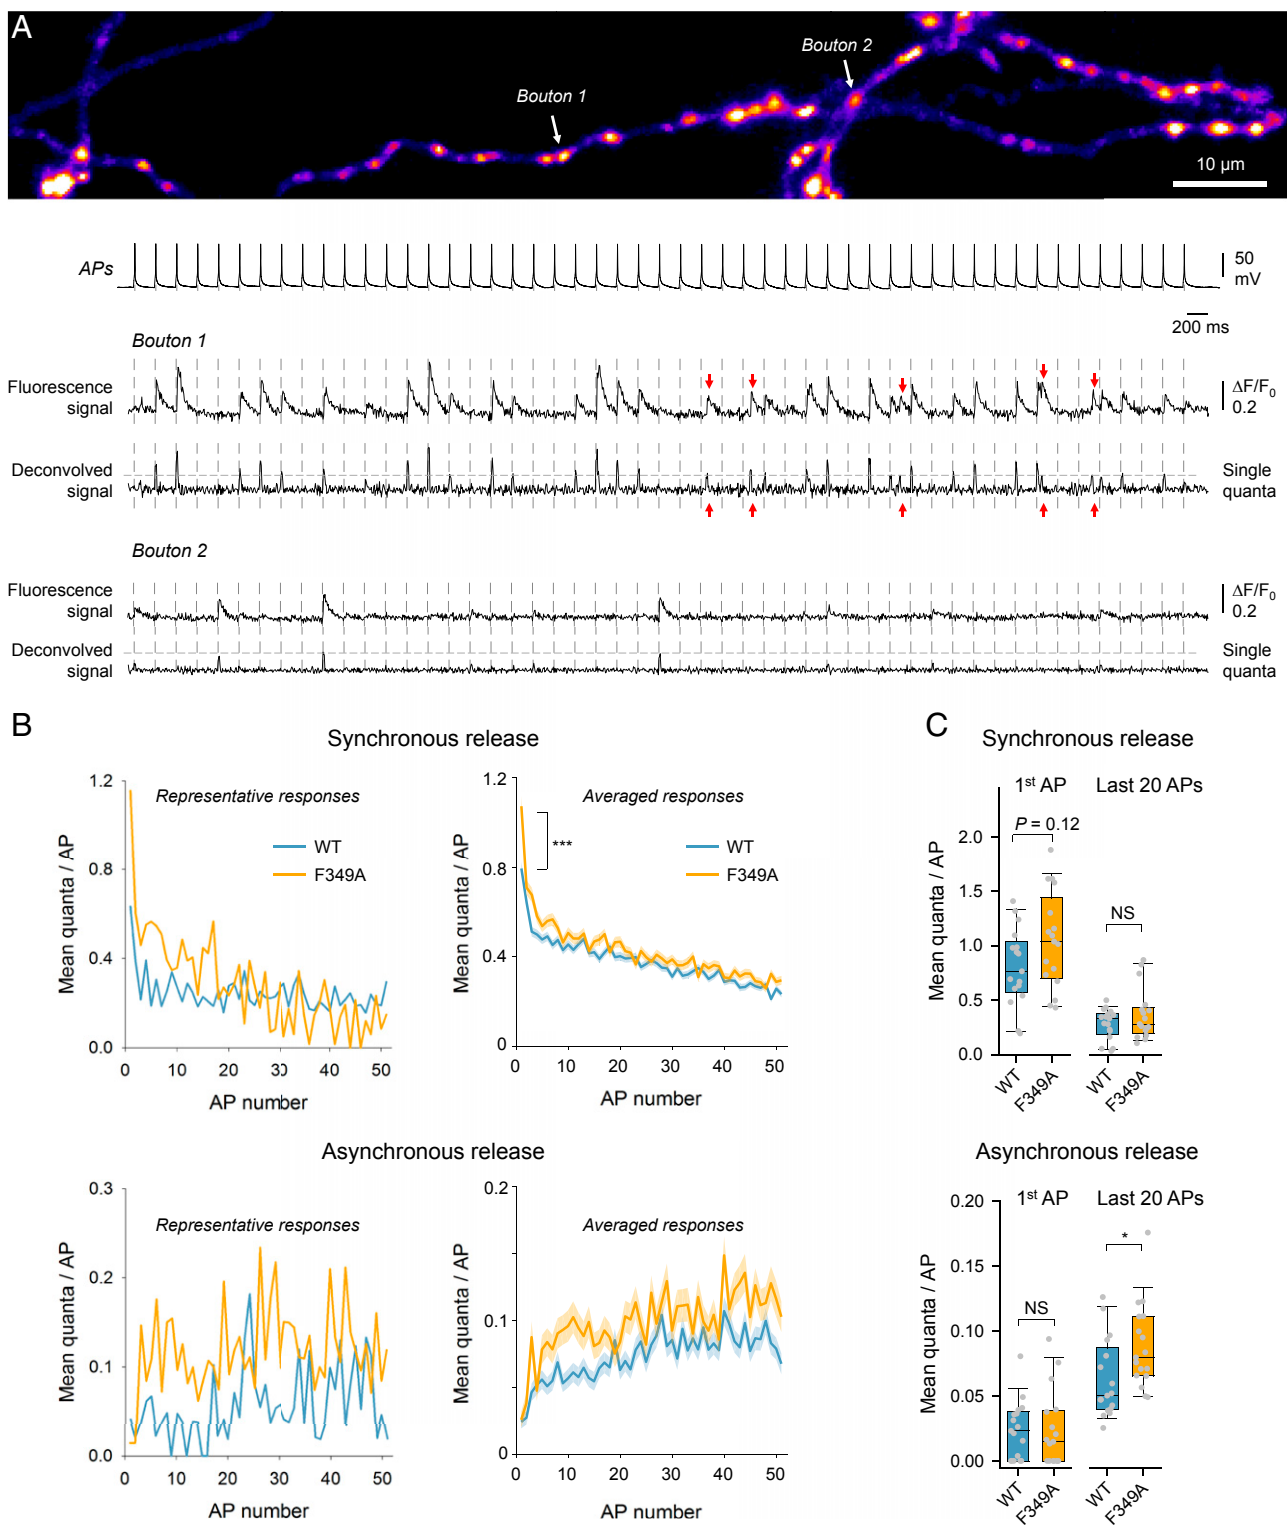 A
Bouton 1
Bouton 2
10 µm
APs
50
mV
200 ms
Bouton 1
Fluorescence
signal
ΔF/F0
0.2
Deconvolved
signal
Single
quanta
Bouton 2
Fluorescence
signal
ΔF/F0
0.2
Deconvolved
signal
Single
quanta
B
Synchronous release
Representative responses
WT
F349A
Mean quanta / AP
1.2
0.8
0.4
0.0
0 10 20 30 40 50
AP number
Averaged responses
***
WT
F349A
Mean quanta / AP
1.2
0.8
0.4
0
0 10 20 30 40 50
AP number
Asynchronous release
Representative responses
Mean quanta / AP
0.3
0.2
0.1
0.0
0 10 20 30 40 50
AP number
Averaged responses
Mean quanta / AP
0.2
0.1
0
0 10 20 30 40 50
AP number
C
Synchronous release
1st AP Last 20 APs
P = 0.12
NS
Mean quanta / AP
2.0
1.5
1.0
0.5
0.0
WT F349A WT F349A
Asynchronous release
1st AP Last 20 APs
NS
*
Mean quanta / AP
0.20
0.15
0.10
0.05
0.00
WT F349A WT F349A